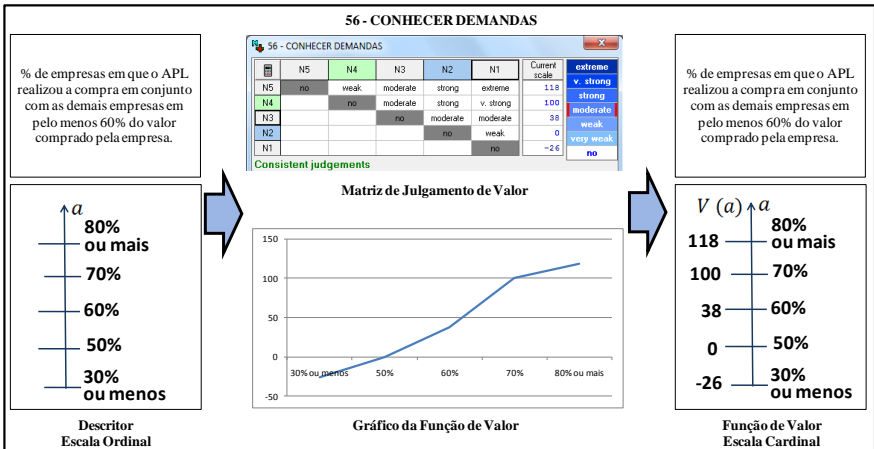 56 - CONHECER DEMANDAS
% de empresas em que o APL
realizou a compra em conjunto
com as demais empresas em
pelo menos 60% do valor
comprado pela empresa.
a
80%
ou mais
70%
60%
50%
30%
ou menos
Descritor
Escala Ordinal
56 - CONHECER DEMANDAS
N5 N4 N3 N2 N1 Current scale
N5 no weak moderate strong extreme 118
N4 no moderate strong v. strong 100
N3 no moderate moderate 38
N2 no weak 0
N1 no -26
extreme
v. strong
strong
moderate
weak
very weak
no
Consistent judgements
Matriz de Julgamento de Valor
150
100
50
0
-50
30% ou menos 50% 60% 70% 80% ou mais
Gráfico da Função de Valor
% de empresas em que o APL
realizou a compra em conjunto
com as demais empresas em
pelo menos 60% do valor
comprado pela empresa.
V (a) a
118 80%
ou mais
100 70%
38 60%
0 50%
-26 30%
ou menos
Função de Valor
Escala Cardinal